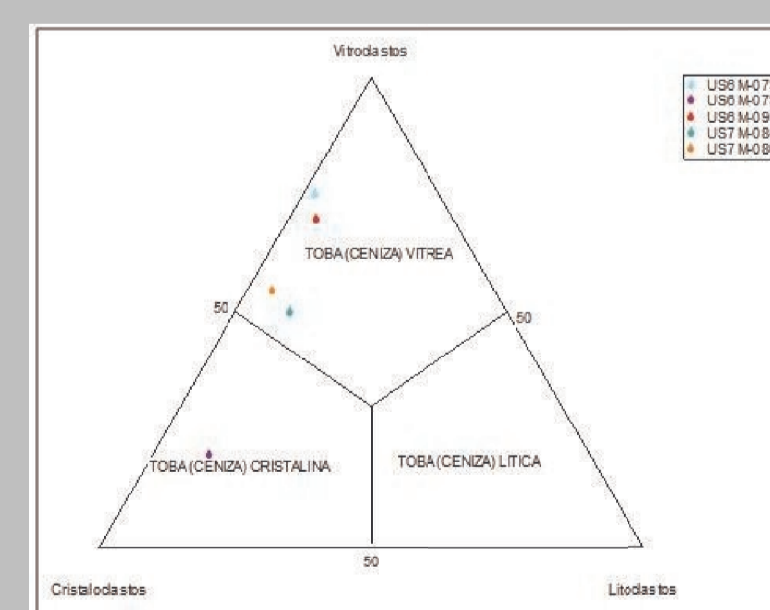 Vitroclastos
US6 M-07
US6 M-07
US6 M-09
US7 M-08
US7 M-08
TOBA (CENIZA) VITREA
50
50
TOBA (CENIZA) CRISTALINA
TOBA (CENIZA) LITICA
50
Cristaloclastos
Litoclastos